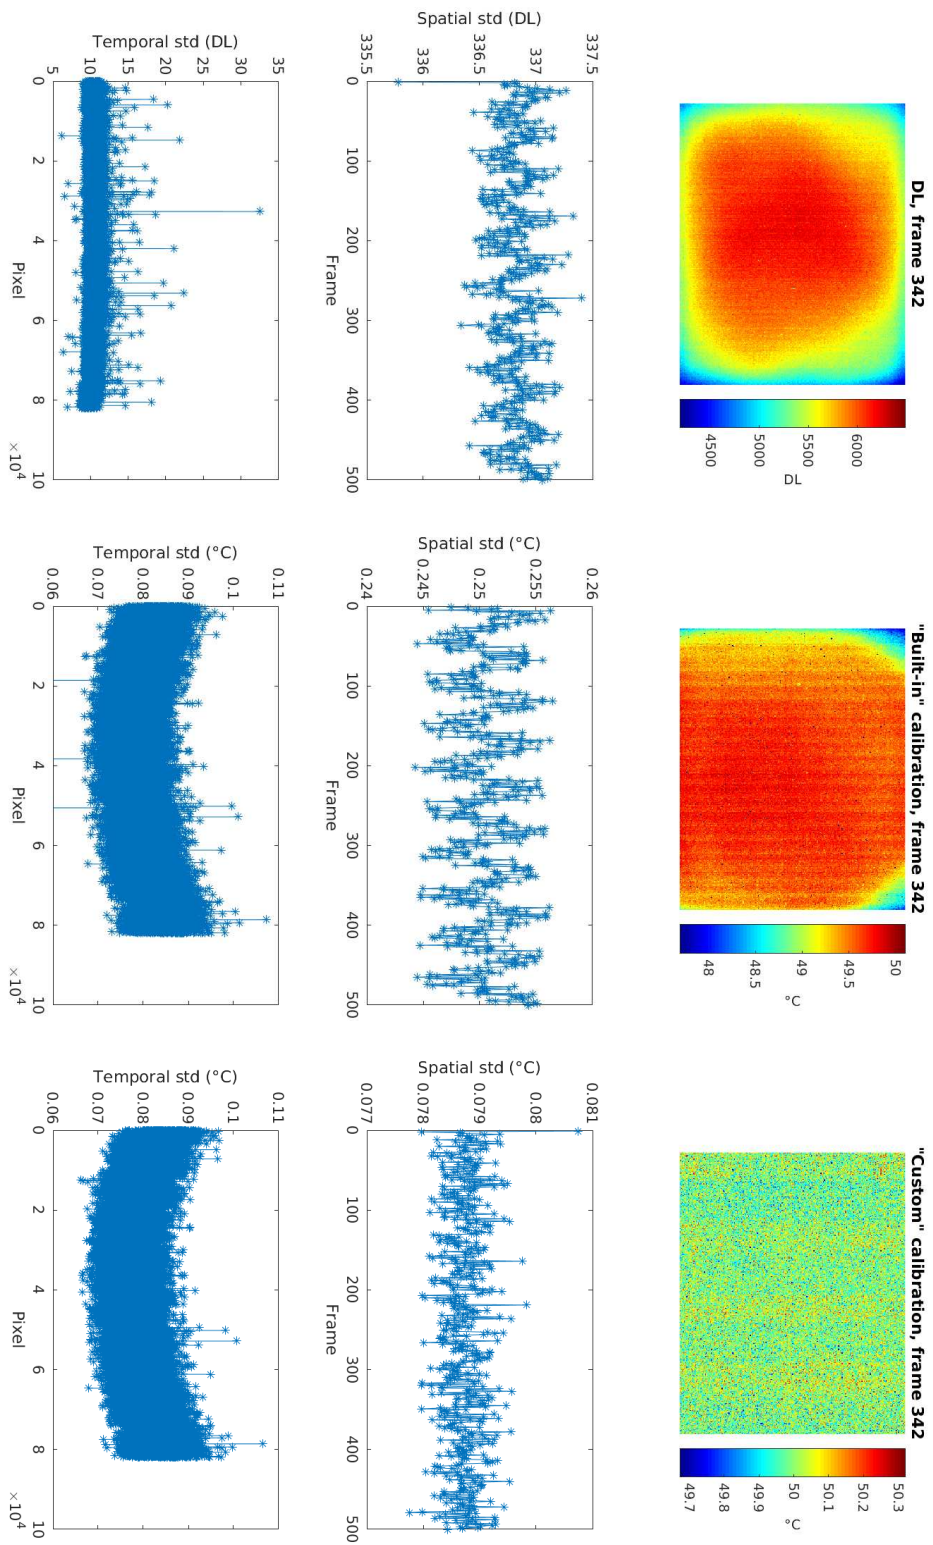 DL, frame 342
4500 5000 5500 6000
DL
Spatial std (DL)
337.5
337
336.5
336
335.5
0 100 200 300 400 500
Frame
Temporal std (DL)
35
30
25
20
15
10
5
0 2 4 6 8 10
×10⁴
Pixel
"Built-in" calibration, frame 342
48 48.5 49 49.5 50
°C
Spatial std (°C)
0.26
0.255
0.25
0.245
0.24
0 100 200 300 400 500
Frame
Temporal std (°C)
0.11
0.1
0.09
0.08
0.07
0.06
0 2 4 6 8 10
×10⁴
Pixel
"Custom" calibration, frame 342
49.7 49.8 49.9 50 50.1 50.2 50.3
°C
Spatial std (°C)
0.081
0.08
0.079
0.078
0.077
0 100 200 300 400 500
Frame
Temporal std (°C)
0.11
0.1
0.09
0.08
0.07
0.06
0 2 4 6 8 10
×10⁴
Pixel